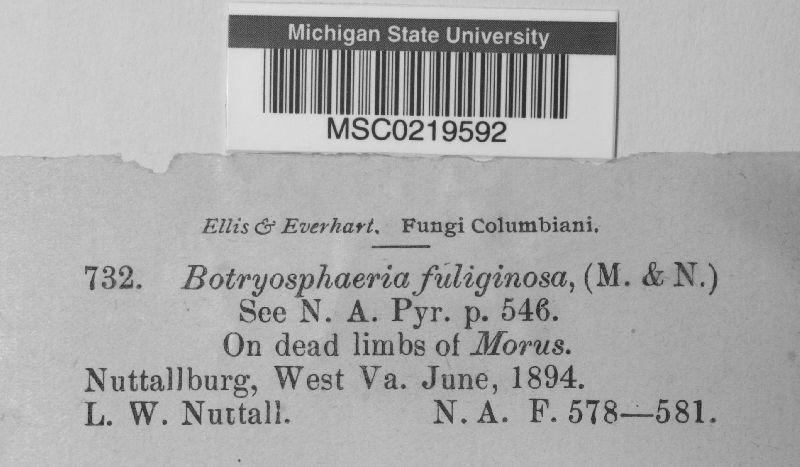 Michigan State University
MSC0219592
Ellis & Everhart. Fungi Columbiani.
732. Botryosphaeria fuliginosa, (M. & N.)
See N. A. Pyr. p. 546.
On dead limbs of Morus.
Nuttallburg, West Va. June, 1894.
L. W. Nuttall. N. A. F. 578—581.